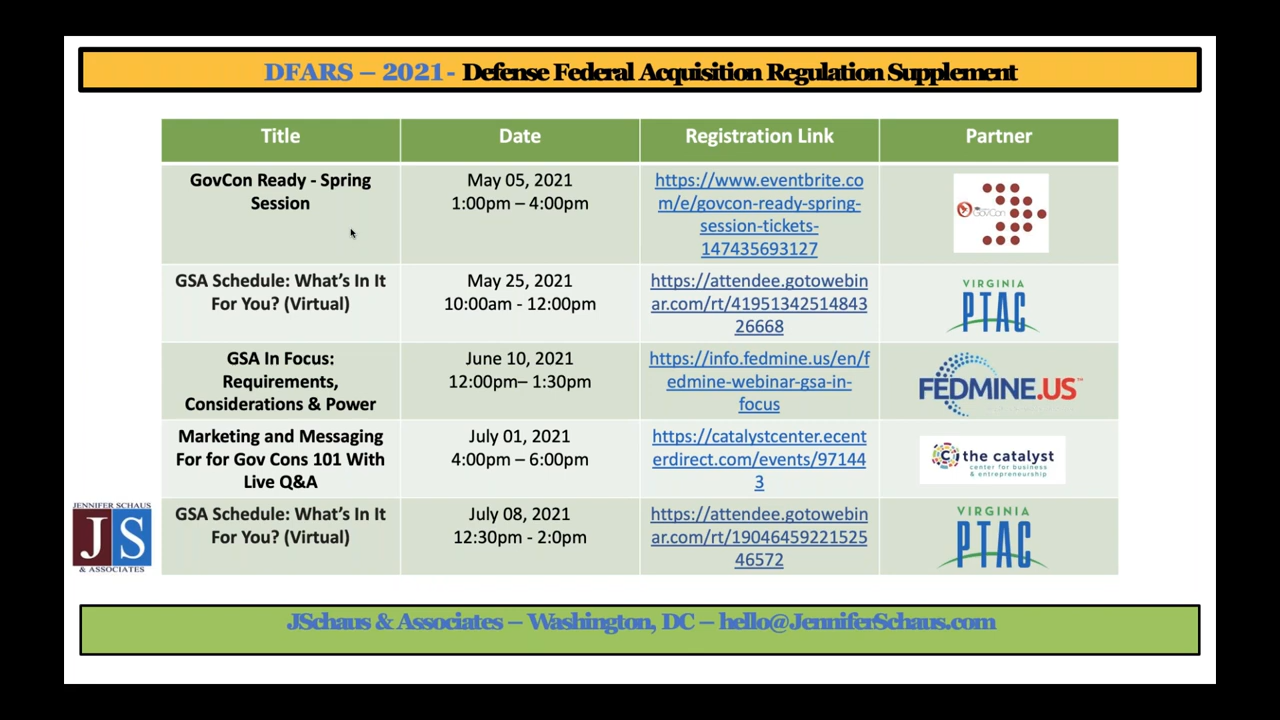 DFARS – 2021- Defense Federal Acquisition Regulation Supplement
Title
Date
Registration Link
Partner
GovCon Ready - Spring
Session
May 05, 2021
1:00pm – 4:00pm
https://www.eventbrite.co
m/e/govcon-ready-spring-
session-tickets-
147435693127
GovCon
GSA Schedule: What's In It
For You? (Virtual)
May 25, 2021
10:00am - 12:00pm
https://attendee.gotowebin
ar.com/rt/41951342514843
26668
VIRGINIA
PTAC
GSA In Focus:
Requirements,
Considerations & Power
June 10, 2021
12:00pm– 1:30pm
https://info.fedmine.us/en/f
edmine-webinar-gsa-in-
focus
FEDMINE.US™
Marketing and Messaging
For for Gov Cons 101 With
Live Q&A
July 01, 2021
4:00pm – 6:00pm
https://catalystcenter.ecent
erdirect.com/events/97144
3
C the catalyst
center for business
& entrepreneurship
GSA Schedule: What's In It
For You? (Virtual)
July 08, 2021
12:30pm - 2:0pm
https://attendee.gotowebin
ar.com/rt/19046459221525
46572
VIRGINIA
PTAC
JENNIFER SCHAUS
JS
& ASSOCIATES
JSchaus & Associates – Washington, DC – hello@JenniferSchaus.com